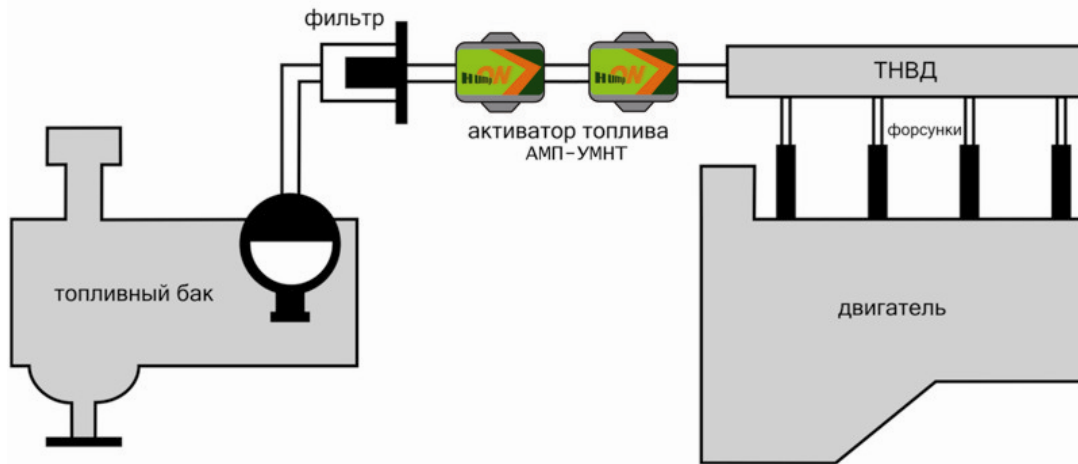 фильтр
ТНВД
активатор топлива
АМП-УМНТ
форсунки
топливный бак
двигатель